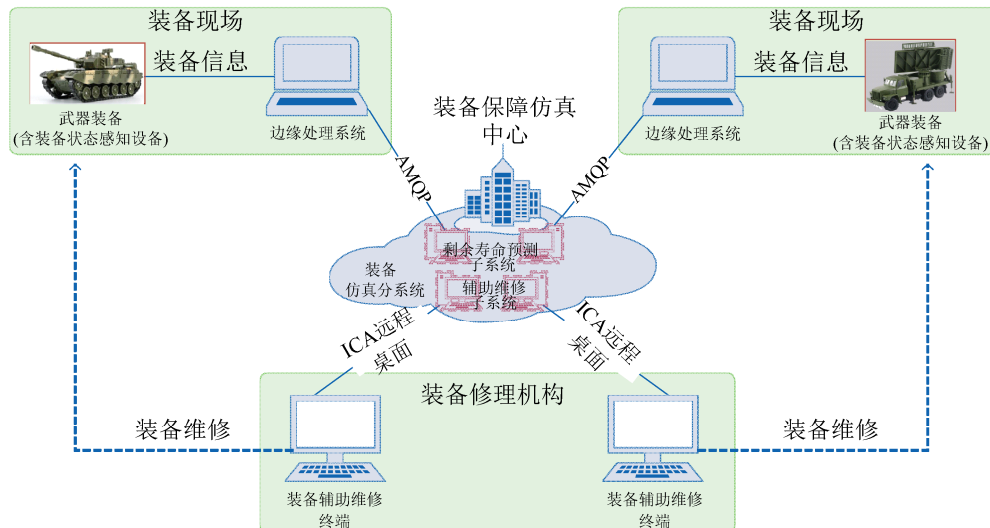 装备现场
装备信息
武器装备
(含装备状态感知设备)
边缘处理系统
装备现场
装备信息
边缘处理系统
武器装备
(含装备状态感知设备)
装备保障仿真
中心
AMQP
AMQP
剩余寿命预测
子系统
装备
仿真分系统
辅助维修
子系统
ICA远程
桌面
ICA远程
桌面
装备修理机构
装备维修
装备维修
装备辅助维修
终端
装备辅助维修
终端